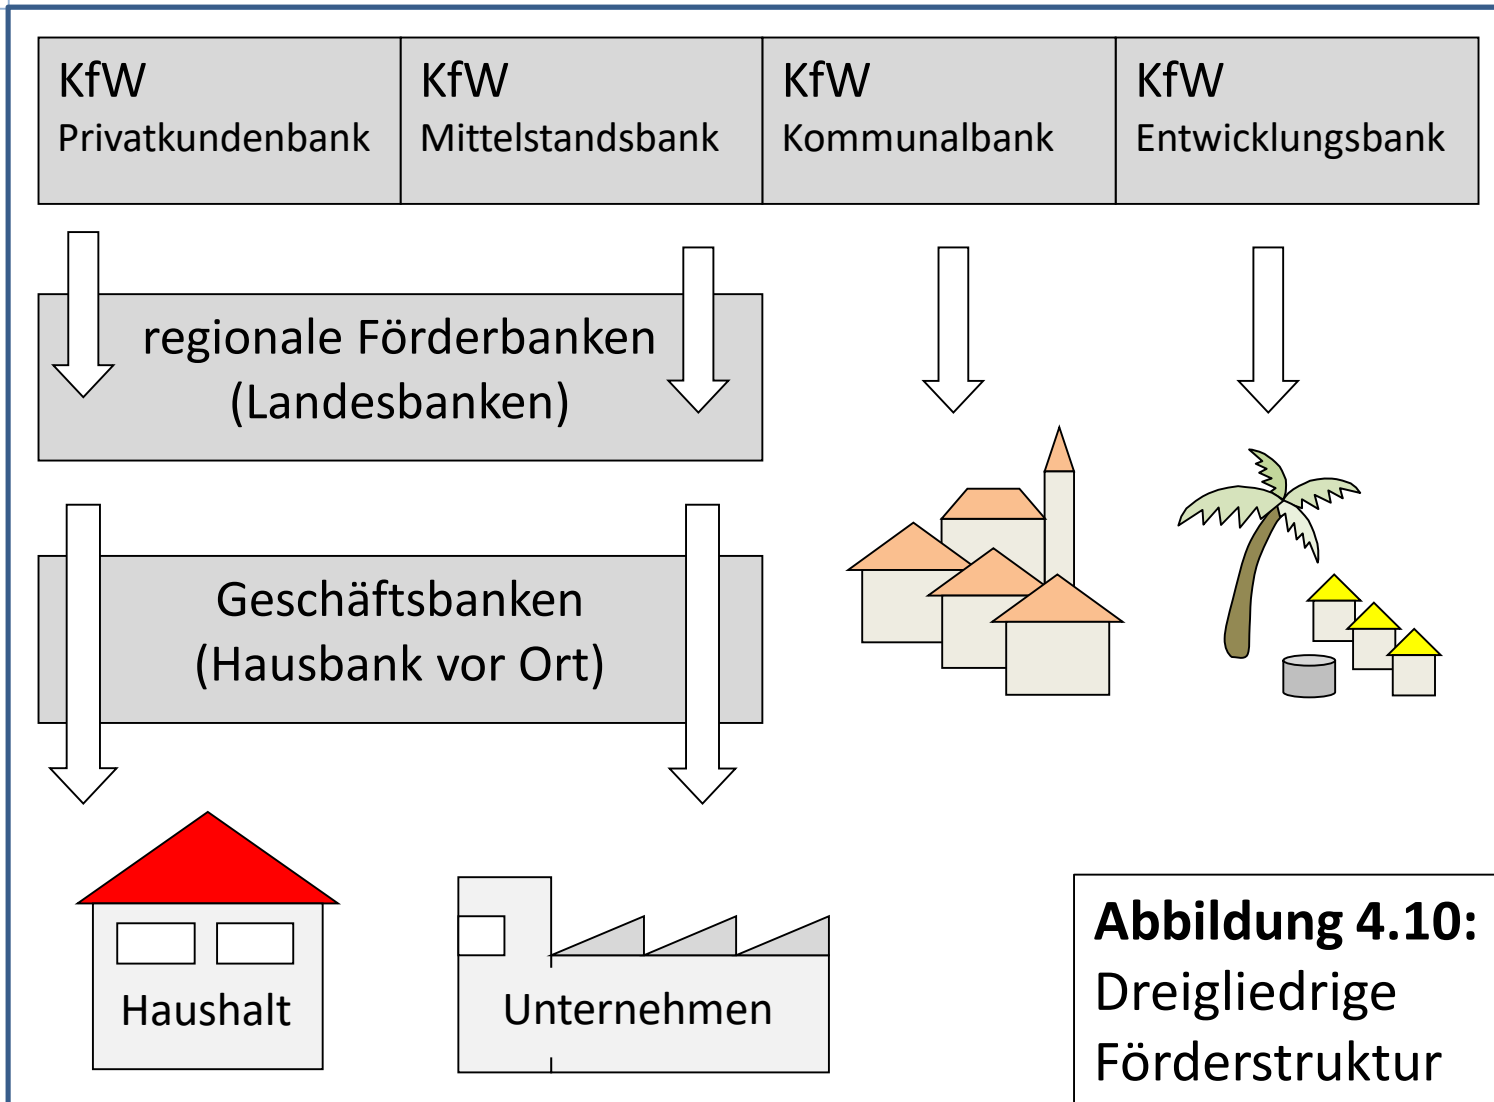 KfW
Privatkundenbank
KfW
Mittelstandsbank
KfW
Kommunalbank
KfW
Entwicklungsbank
regionale Förderbanken
(Landesbanken)
Geschäftsbanken
(Hausbank vor Ort)
Haushalt
Unternehmen
Abbildung 4.10:
Dreigliedrige
Förderstruktur